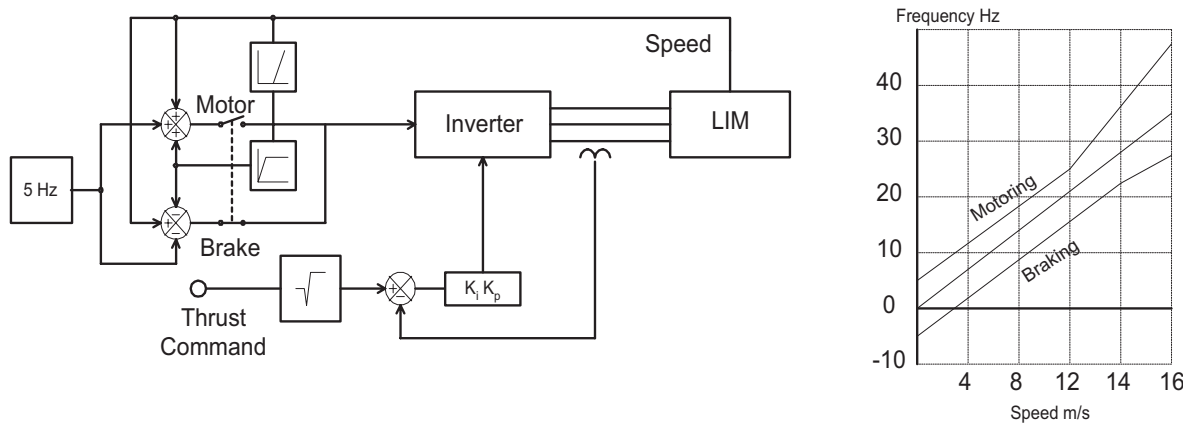 Speed
Motor
Inverter
LIM
5 Hz
Brake
Thrust
Command
√
K_i K_p
+
+
+
+
−
−
+
−
Frequency Hz
40
30
20
10
0
-10
Motoring
Braking
4 8 12 14 16
Speed m/s